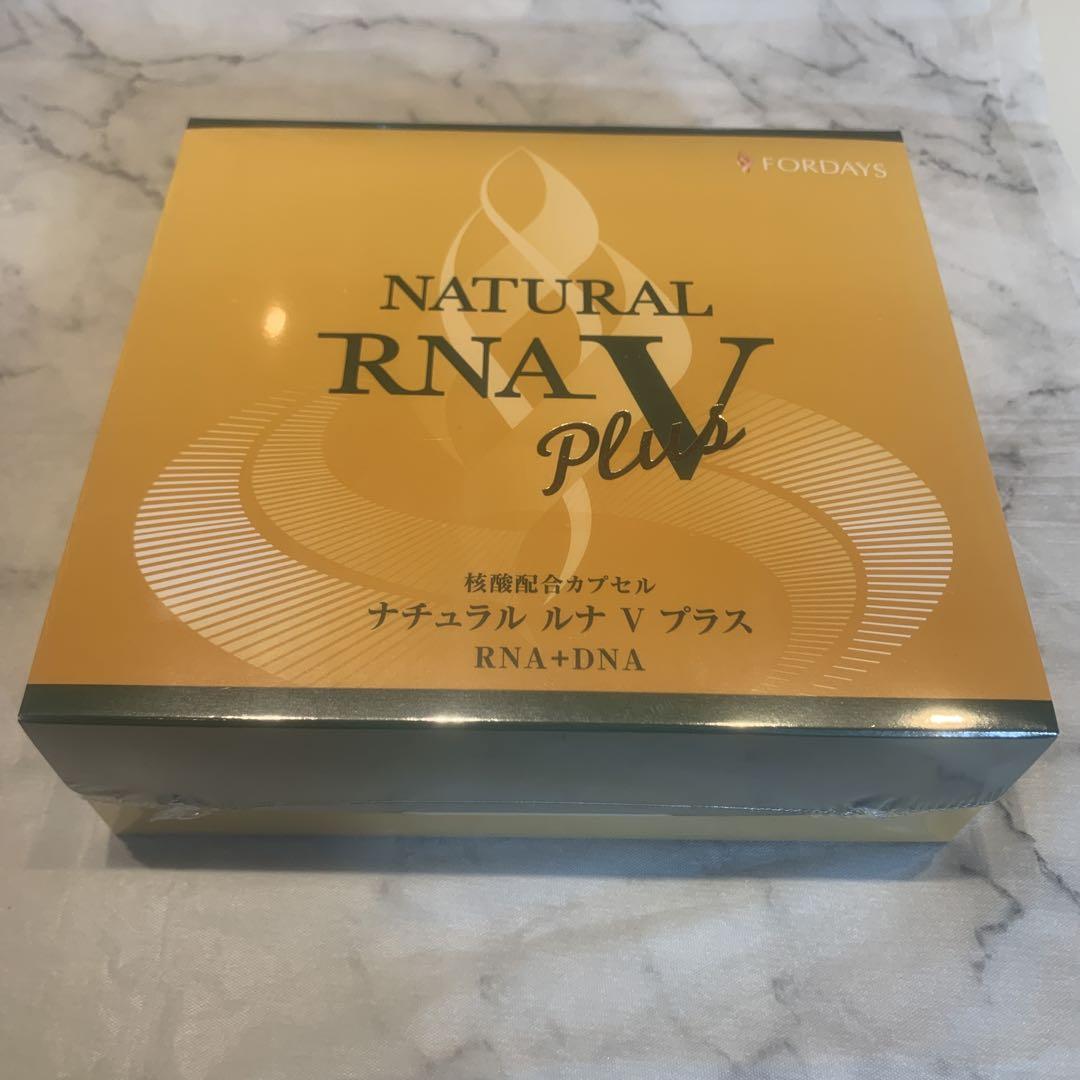 FORDAYS
NATURAL
RNA V
Plus
核酸配合カプセル
ナチュラル ルナ V プラス
RNA+DNA